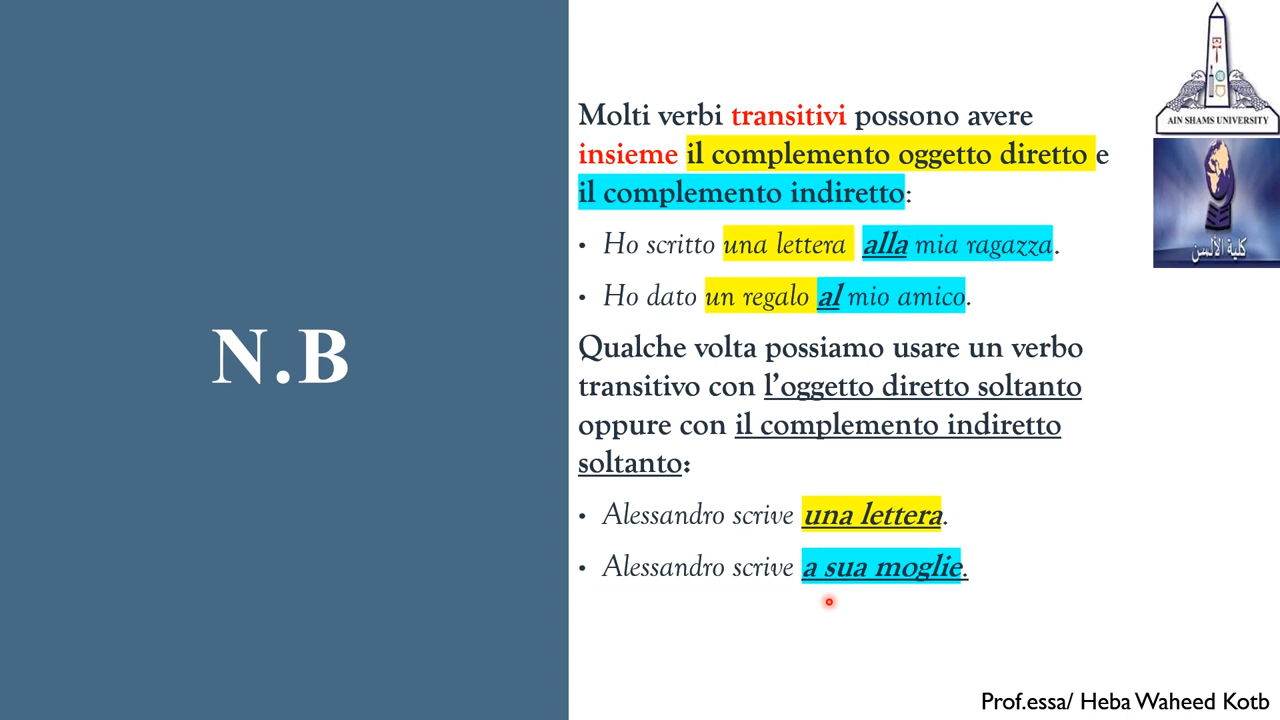 N.B
Molti verbi transitivi possono avere
insieme il complemento oggetto diretto e
il complemento indiretto:
• Ho scritto una lettera alla mia ragazza.
• Ho dato un regalo al mio amico.
Qualche volta possiamo usare un verbo
transitivo con l’oggetto diretto soltanto
oppure con il complemento indiretto
soltanto:
• Alessandro scrive una lettera.
• Alessandro scrive a sua moglie.
AIN SHAMS UNIVERSITY
كلية الألسن
Prof.essa/ Heba Waheed Kotb